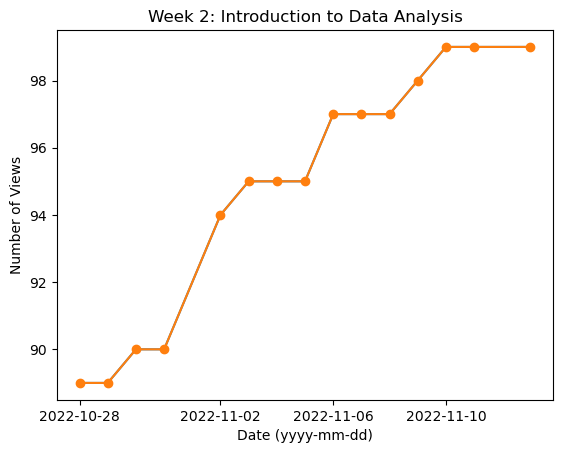 Week 2: Introduction to Data Analysis
98
96
94
92
90
Number of Views
2022-10-28 2022-11-02 2022-11-06 2022-11-10
Date (yyyy-mm-dd)